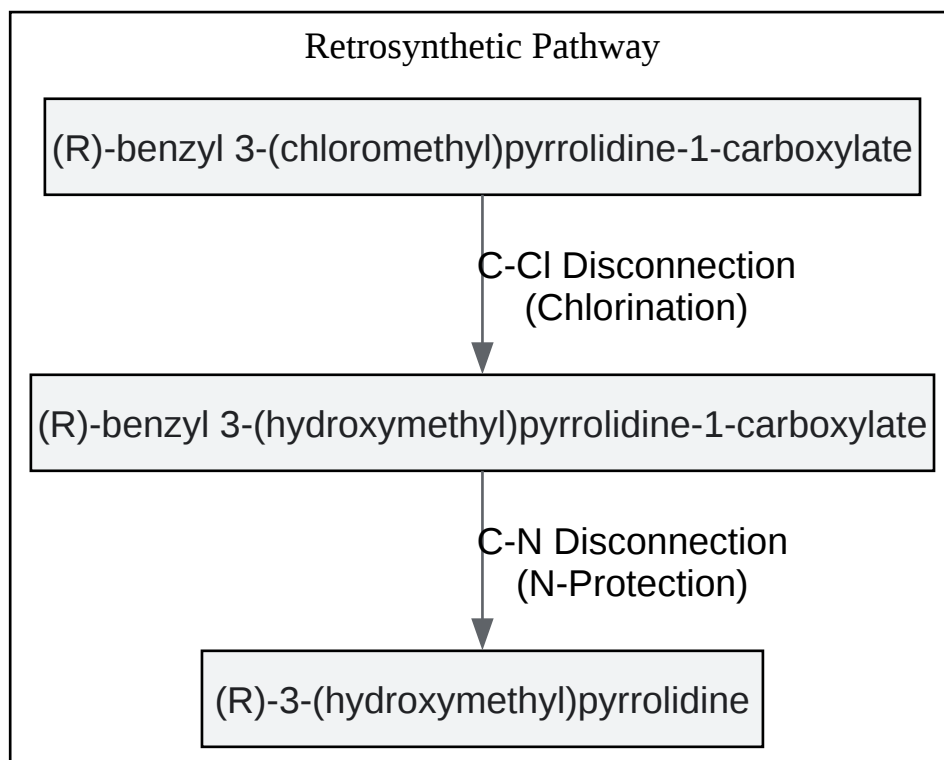 Retrosynthetic Pathway
(R)-benzyl 3-(chloromethyl)pyrrolidine-1-carboxylate
C-Cl Disconnection
(Chlorination)
(R)-benzyl 3-(hydroxymethyl)pyrrolidine-1-carboxylate
C-N Disconnection
(N-Protection)
(R)-3-(hydroxymethyl)pyrrolidine